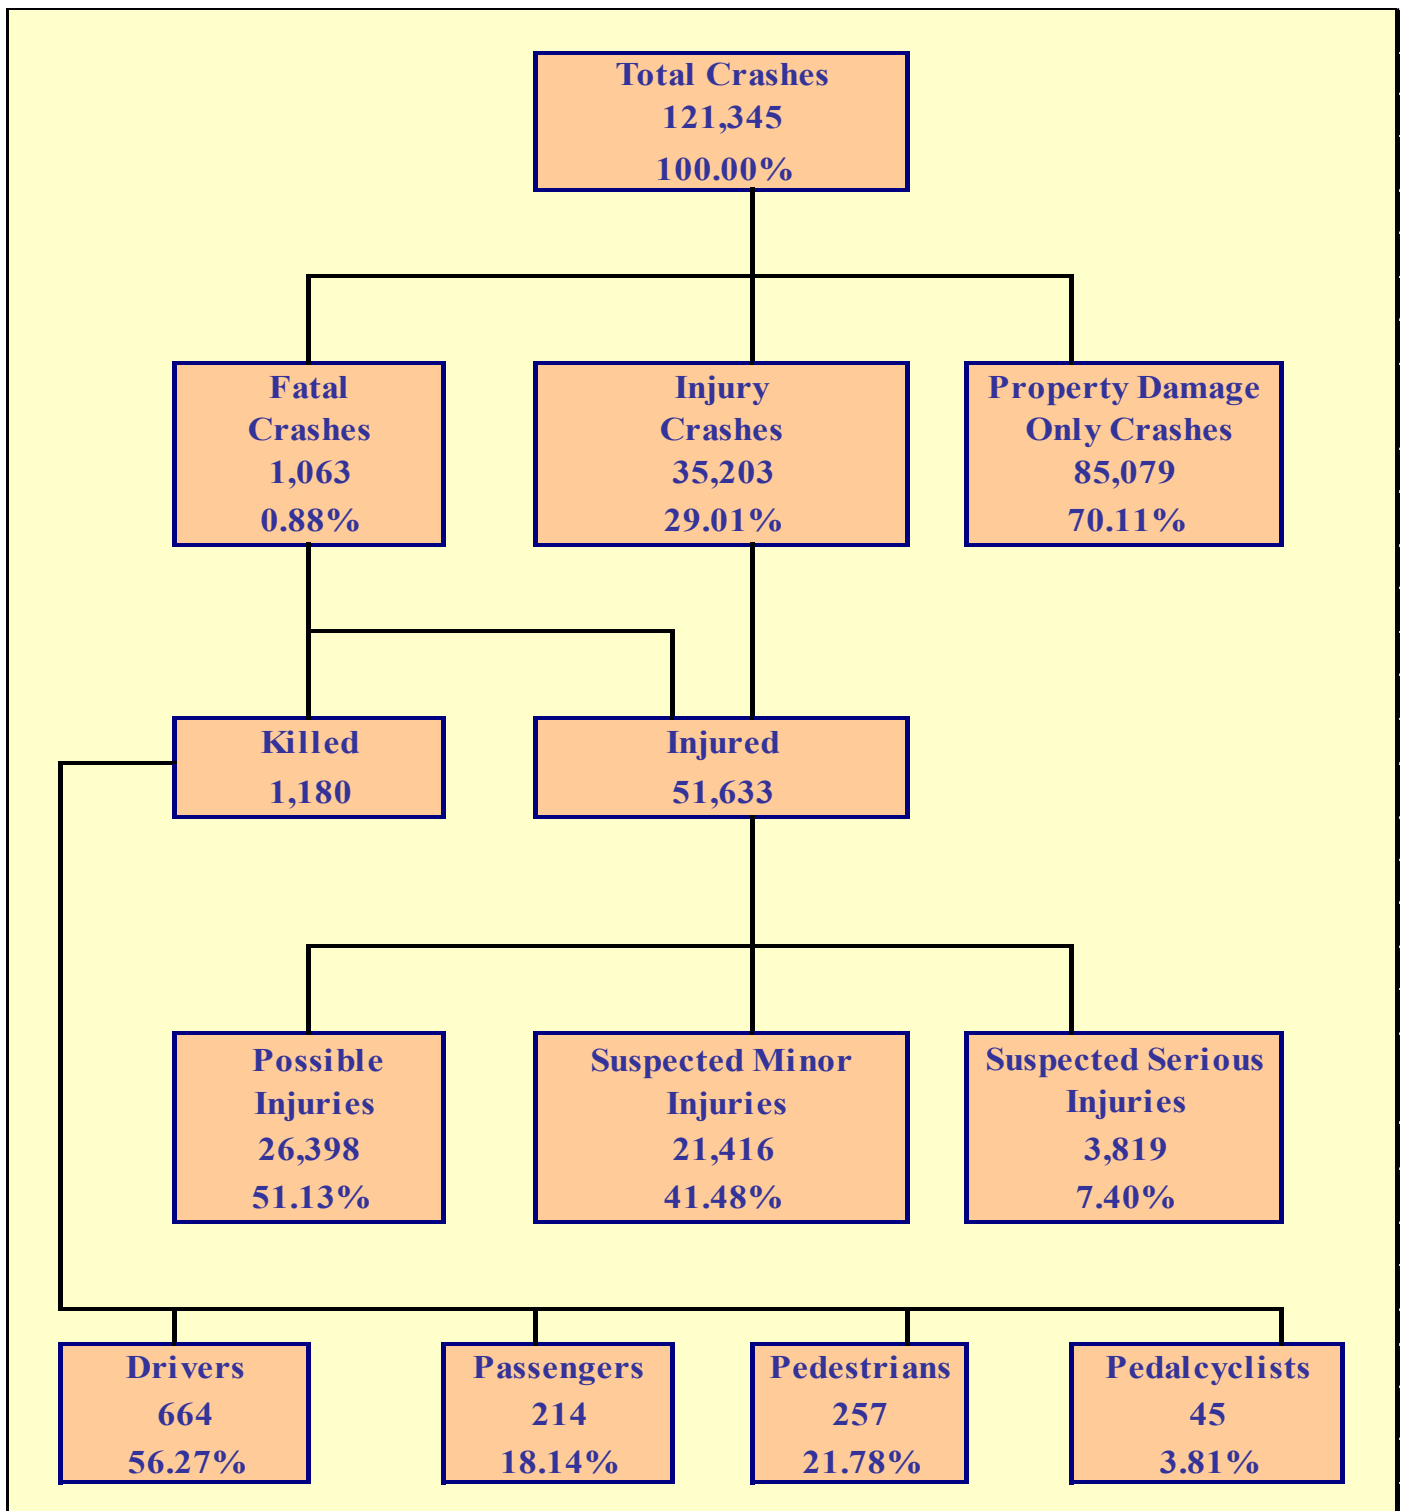 Total Crashes
121,345
100.00%
Fatal
Crashes
1,063
0.88%
Injury
Crashes
35,203
29.01%
Property Damage
Only Crashes
85,079
70.11%
Killed
1,180
Injured
51,633
Possible
Injuries
26,398
51.13%
Suspected Minor
Injuries
21,416
41.48%
Suspected Serious
Injuries
3,819
7.40%
Drivers
664
56.27%
Passengers
214
18.14%
Pedestrians
257
21.78%
Pedalcyclists
45
3.81%